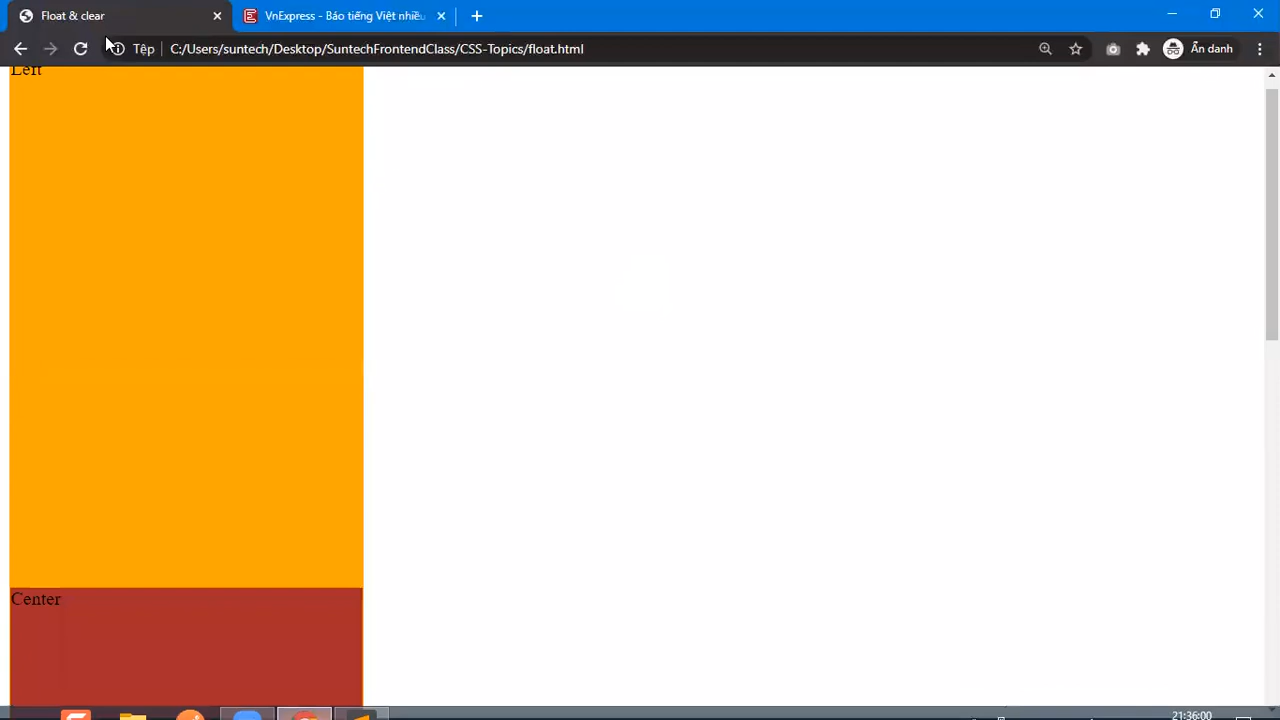 Float & clear
VnExpress - Báo tiếng Việt nhiều
Tệp
C:/Users/suntech/Desktop/SuntechFrontendClass/CSS-Topics/float.html
Ẩn danh
Left
Center
21:36:00